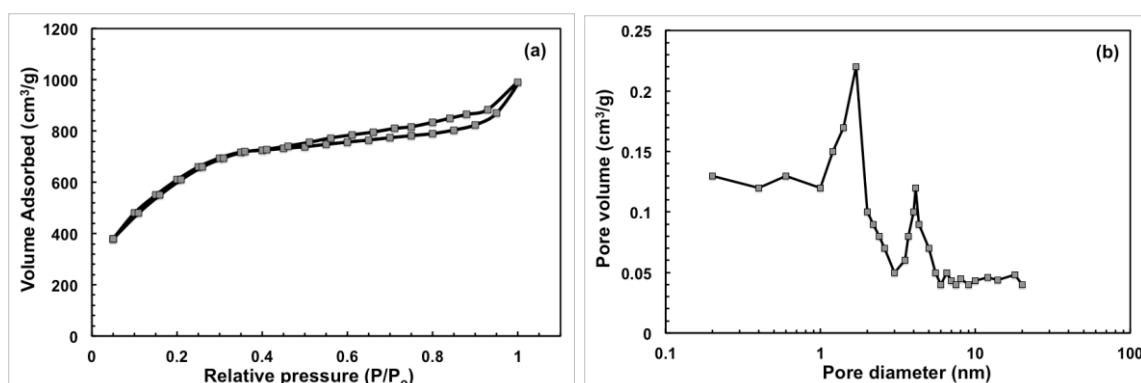 (a)
Volume Adsorbed (cm³/g)
1200
1000
800
600
400
200
0
0 0.2 0.4 0.6 0.8 1
Relative pressure (P/Pₒ)
(b)
Pore volume (cm³/g)
0.25
0.2
0.15
0.1
0.05
0
0.1 1 10 100
Pore diameter (nm)